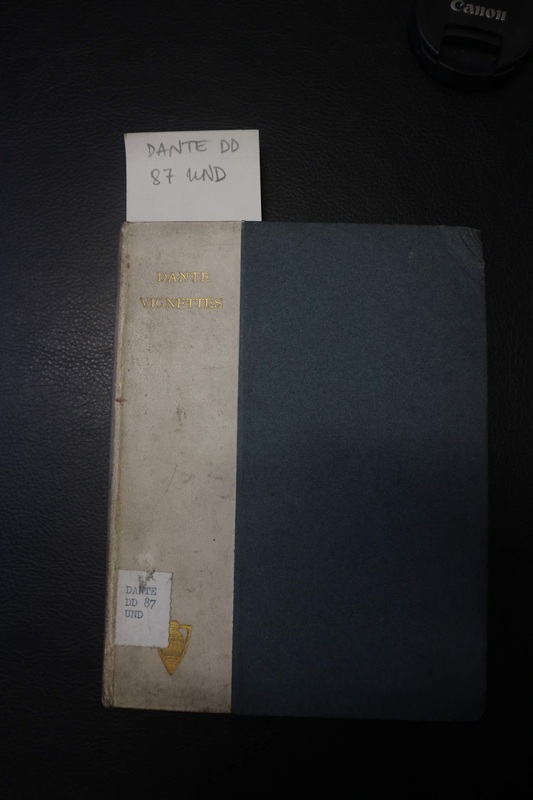 Canon
DANTE DD
87 UND
DANTE
VIGNETTES
DANTE
DD 87
UND